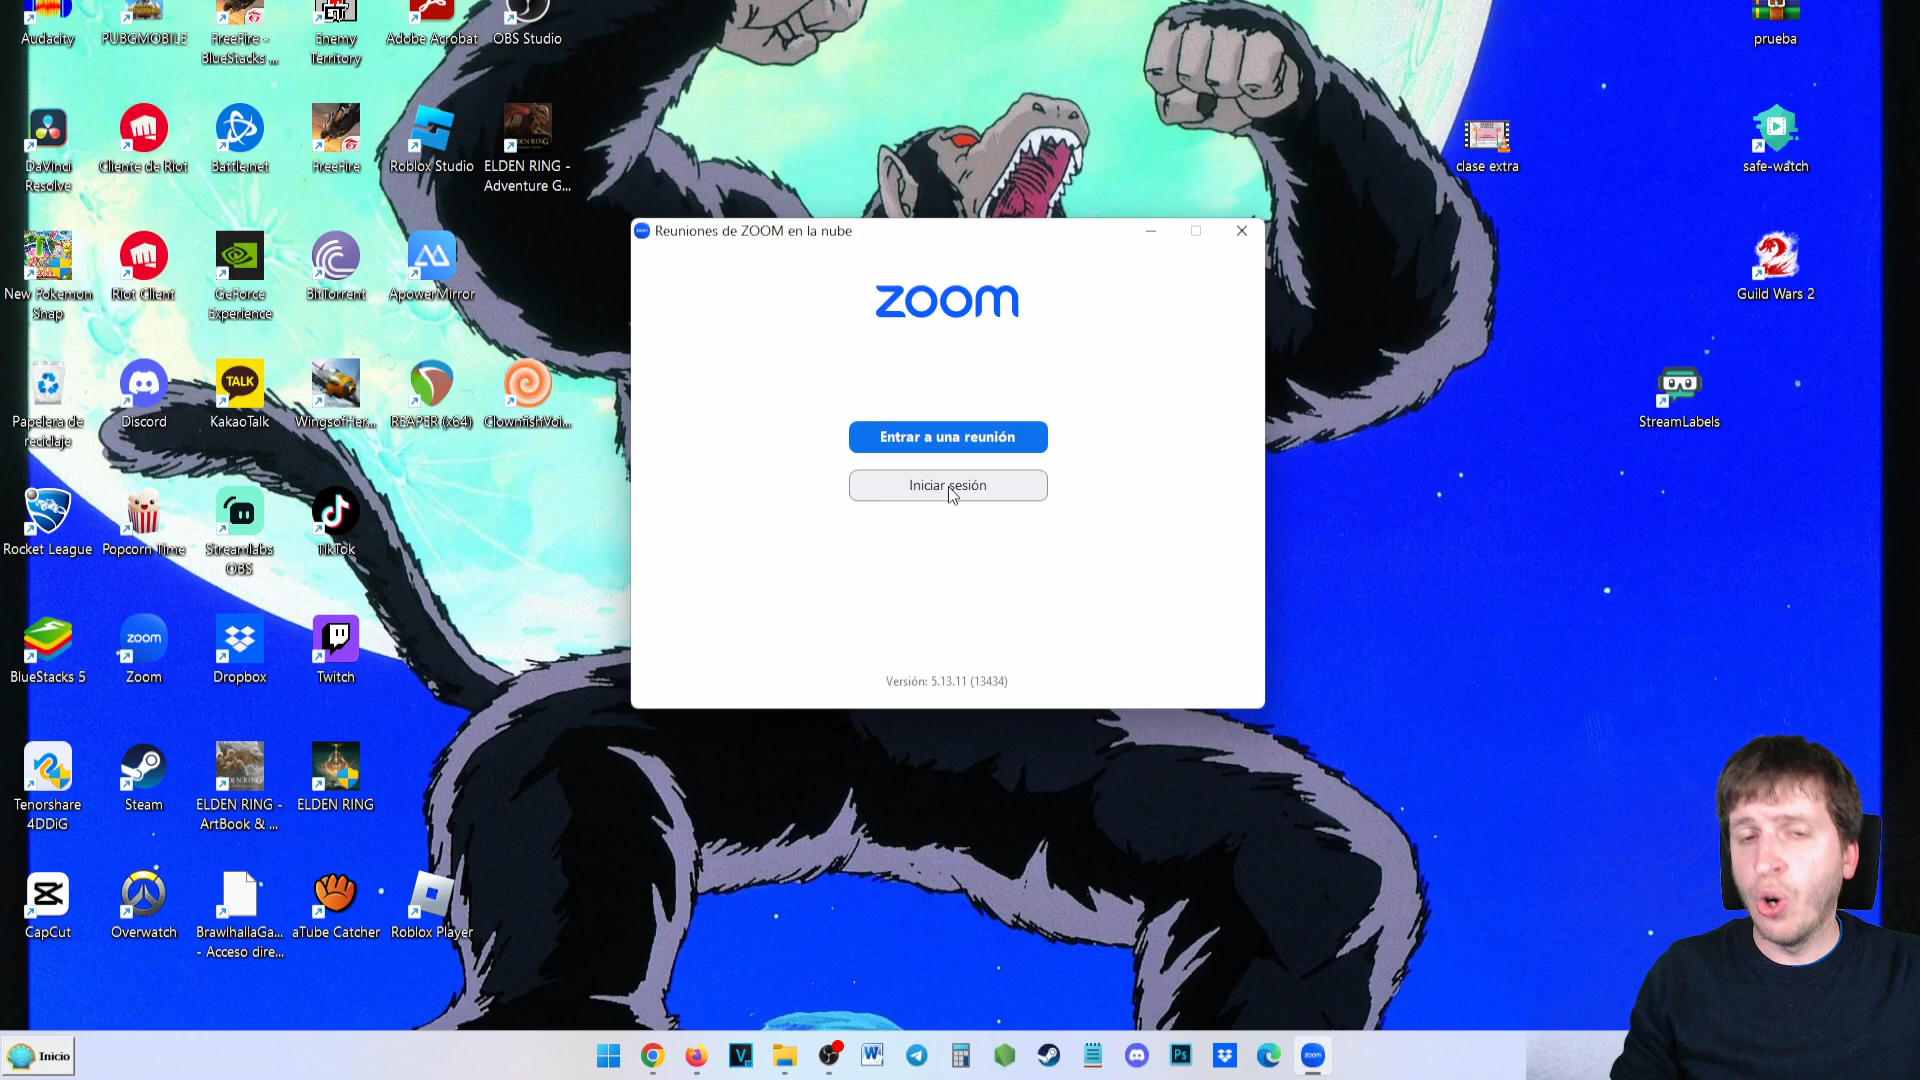 Audacity
PUBGMOBILE
FreeFire -
BlueStacks ...
Enemy
Territory
Adobe Acrobat
OBS Studio
prueba
DaVinci
Resolve
Cliente de Riot
Battle.net
FreeFire
Roblox Studio
ELDEN RING -
Adventure G...
clase extra
safe-watch
New Pokemon
Snap
Riot Client
GeForce
Experience
BitTorrent
ApowerMirror
Guild Wars 2
Reuniones de ZOOM en la nube
zoom
Entrar a una reunión
Iniciar sesión
Versión: 5.13.11 (13434)
Papelera de
reciclaje
Discord
TALK
KakaoTalk
WingsofHer...
REAPER (x64)
ClownfishVoi...
StreamLabels
Rocket League
Popcorn Time
Streamlabs
OBS
TikTok
BlueStacks 5
zoom
Zoom
Dropbox
Twitch
Tenorshare
4DDiG
Steam
ELDEN RING -
ArtBook & ...
ELDEN RING
CapCut
Overwatch
BrawlhallaGa...
- Acceso dire...
aTube Catcher
Roblox Player
Inicio
V
W
Ps
zoom